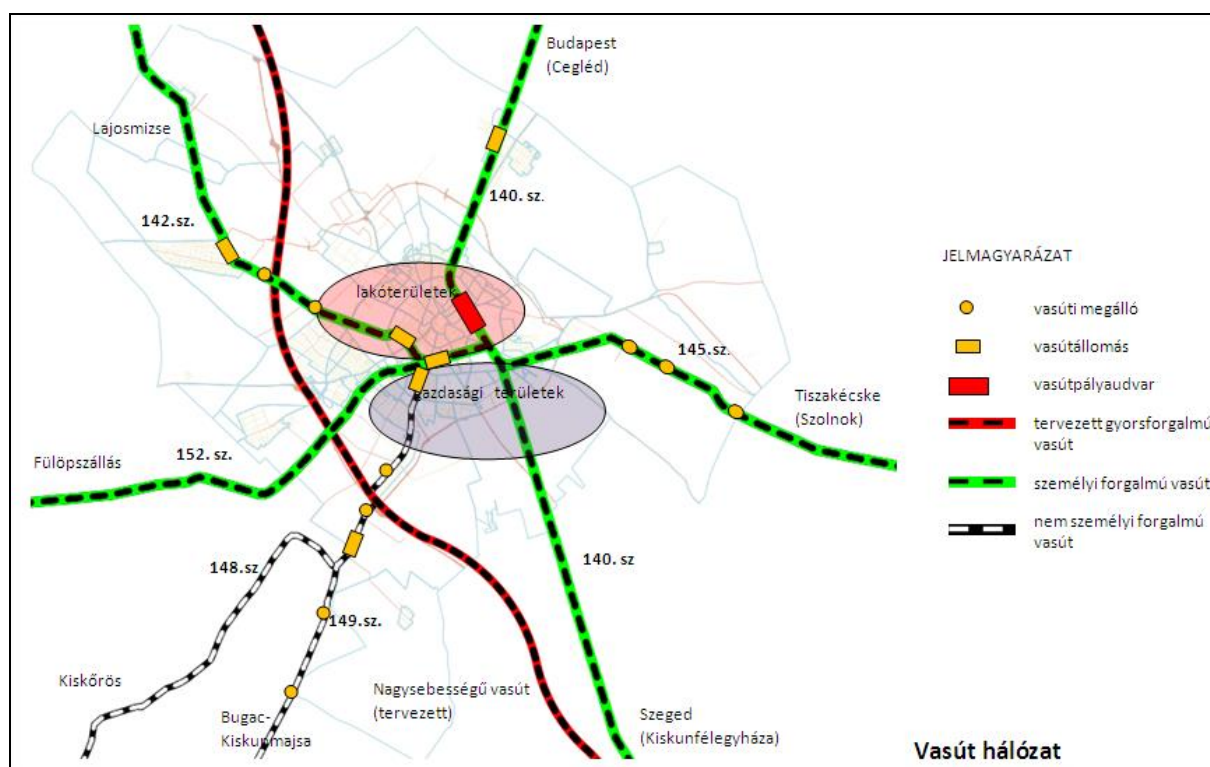 Budapest
(Cegléd)
Lajosmizse
140. sz.
142.sz.
lakóterületek
145.sz.
Tiszakécske
(Szolnok)
gazdasági területek
152. sz.
Fülöpszállás
148.sz
140. sz
149.sz.
Kiskőrös
Nagysebességű vasút
(tervezett)
Bugac-
Kiskunmajsa
Szeged
(Kiskunfélegyháza)
JELMAGYARÁZAT
vasúti megálló
vasútállomás
vasútpályaudvar
tervezett gyorsforgalmú
vasút
személyi forgalmú vasút
nem személyi forgalmú
vasút
Vasút hálózat